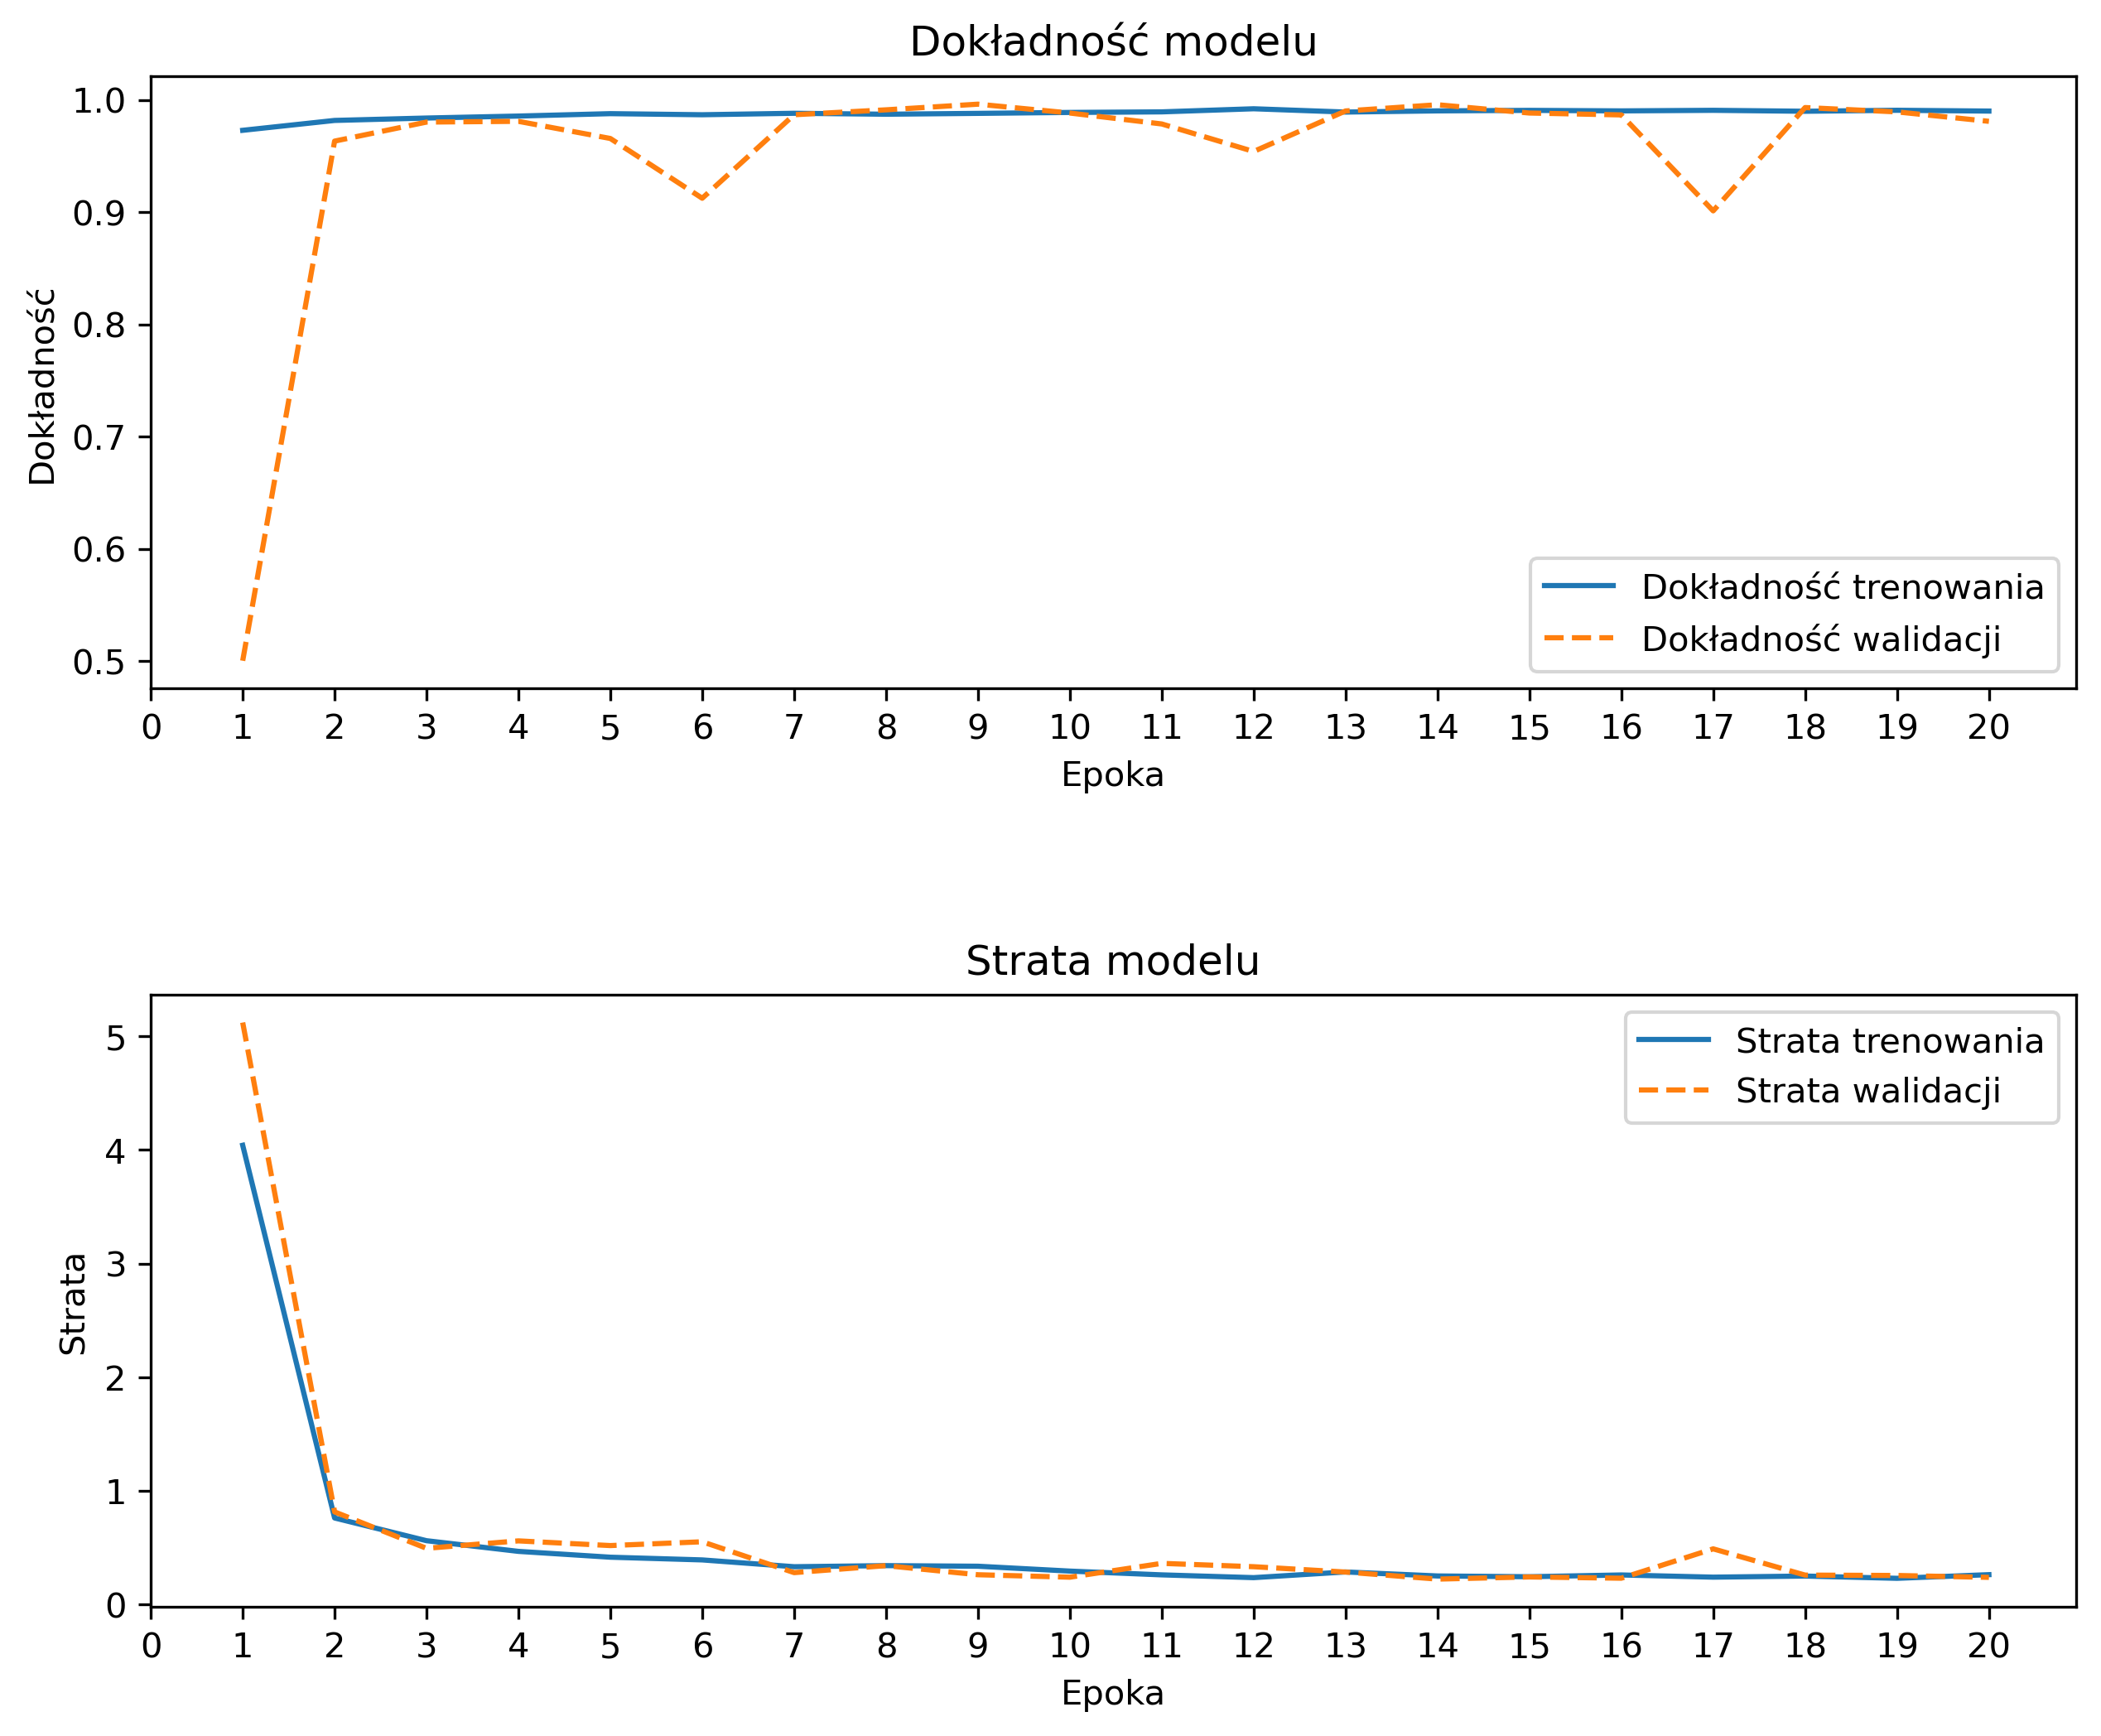 Dokładność modelu
1.0
0.9
0.8
0.7
0.6
0.5
Dokładność
Dokładność trenowania
Dokładność walidacji
0 1 2 3 4 5 6 7 8 9 10 11 12 13 14 15 16 17 18 19 20
Epoka
Strata modelu
5
4
3
2
1
0
Strata
Strata trenowania
Strata walidacji
0 1 2 3 4 5 6 7 8 9 10 11 12 13 14 15 16 17 18 19 20
Epoka